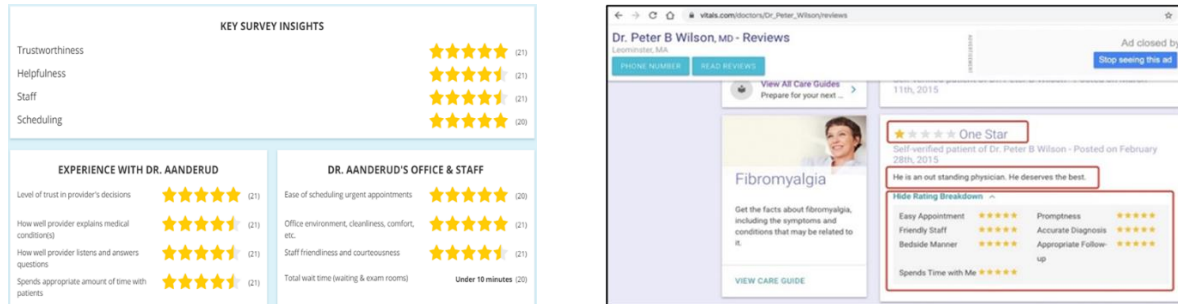 KEY SURVEY INSIGHTS
Trustworthiness (21)
Helpfulness (21)
Staff (21)
Scheduling (20)
EXPERIENCE WITH DR. AANDERUD
Level of trust in provider's decisions (21)
How well provider explains medical (21)
condition(s)
How well provider listens and answers (21)
questions
Spends appropriate amount of time with (21)
patients
DR. AANDERUD'S OFFICE & STAFF
Ease of scheduling urgent appointments (20)
Office environment, cleanliness, comfort, (21)
etc.
Staff friendliness and courteousness (21)
Total wait time (waiting & exam rooms) Under 10 minutes (20)
vitals.com/doctors/Dr_Peter_Wilson/reviews
Dr. Peter B Wilson, MD - Reviews
Leominster, MA
PHONE NUMBER READ REVIEWS
ADVERTISEMENT
Ad closed by
Stop seeing this ad
View All Care Guides
Prepare for your next ...
11th, 2015
Fibromyalgia
Get the facts about fibromyalgia,
including the symptoms and
conditions that may be related to
it.
VIEW CARE GUIDE
One Star
Self-verified patient of Dr. Peter B Wilson - Posted on February
28th, 2015
He is an out standing physician. He deserves the best.
Hide Rating Breakdown
Easy Appointment Promptness
Friendly Staff Accurate Diagnosis
Bedside Manner Appropriate Follow-
up
Spends Time with Me